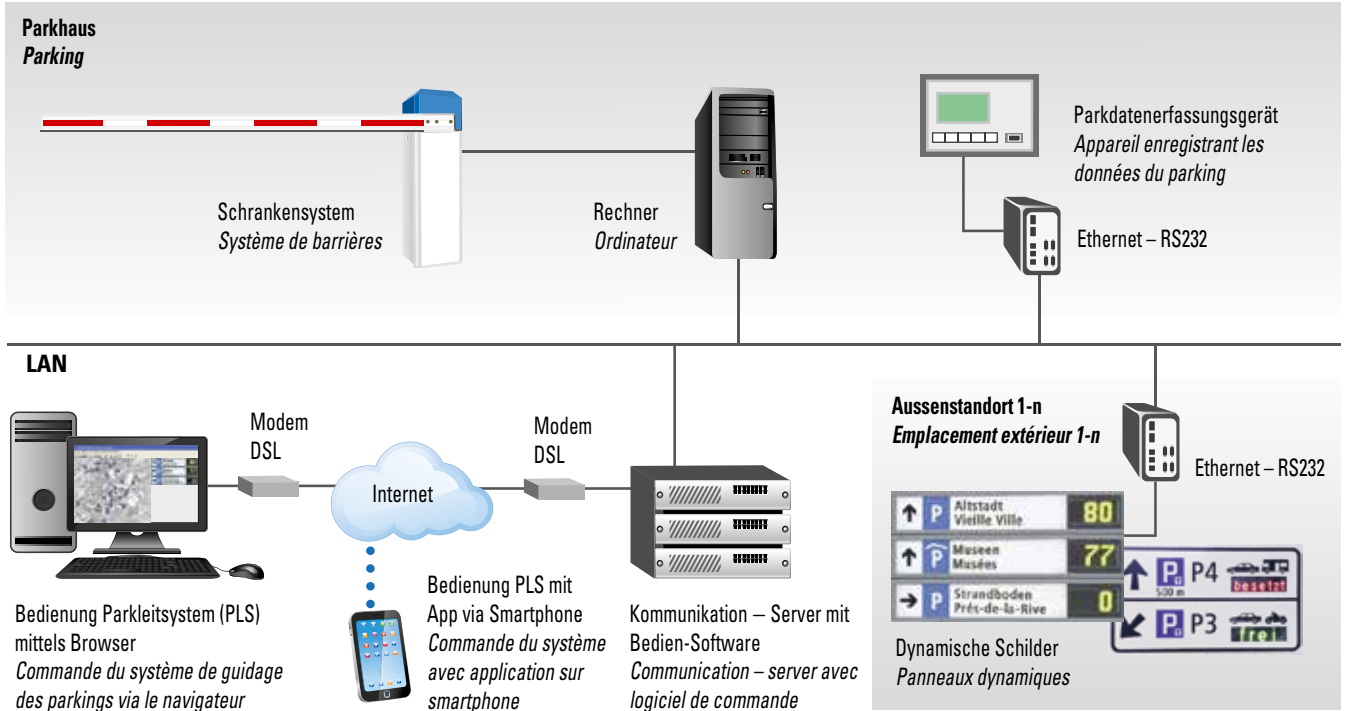 Parkhaus
Parking
Schrankensystem
Système de barrières
Rechner
Ordinateur
Parkdatenerfassungsgerät
Appareil enregistrant les
données du parking
Ethernet – RS232
LAN
Modem
DSL
Internet
Modem
DSL
Bedienung Parkleitsystem (PLS)
mittels Browser
Commande du système de guidage
des parkings via le navigateur
Bedienung PLS mit
App via Smartphone
Commande du système
avec application sur
smartphone
Kommunikation – Server mit
Bedien-Software
Communication – server avec
logiciel de commande
Aussenstandort 1-n
Emplacement extérieur 1-n
Ethernet – RS232
P Altstadt 80
Vieille Ville
P Museen 77
Musées
P Strandboden 0
Prés-de-la-Rive
P P4 besetzt
500 m
P P3 frei
Dynamische Schilder
Panneaux dynamiques